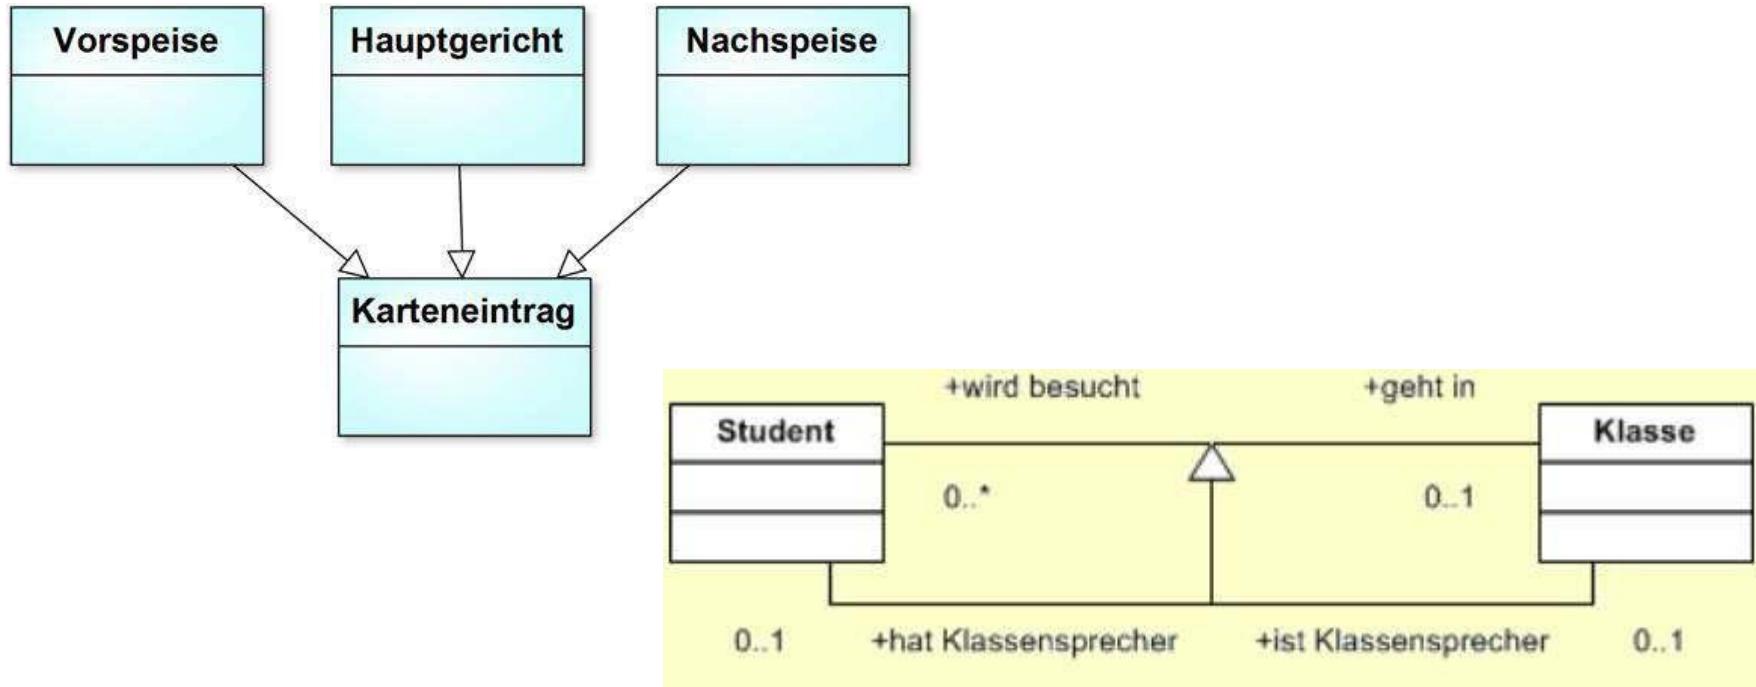 Vorspeise Hauptgericht Nachspeise
Karteneintrag
+wird besucht +geht in
Student Klasse
0..* 0..1
0..1 +hat Klassensprecher +ist Klassensprecher 0..1